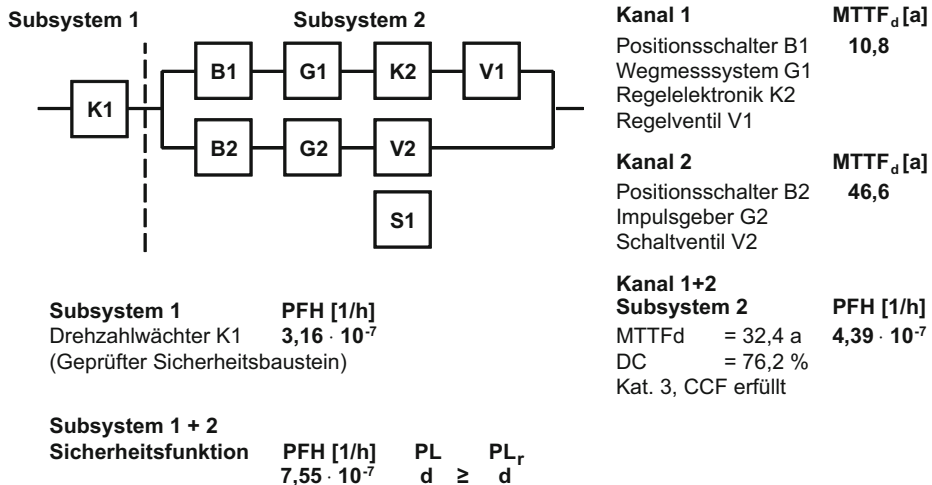 Subsystem 1
Subsystem 2
K1
B1 G1 K2 V1
B2 G2 V2
S1
Kanal 1 MTTFd [a]
Positionsschalter B1 10,8
Wegmesssystem G1
Regelelektronik K2
Regelventil V1
Kanal 2 MTTFd [a]
Positionsschalter B2 46,6
Impulsgeber G2
Schaltventil V2
Kanal 1+2
Subsystem 2 PFH [1/h]
MTTFd = 32,4 a 4,39 · 10-7
DC = 76,2 %
Kat. 3, CCF erfüllt
Subsystem 1 PFH [1/h]
Drehzahlwächter K1 3,16 · 10-7
(Geprüfter Sicherheitsbaustein)
Subsystem 1 + 2
Sicherheitsfunktion PFH [1/h] PL PLr
7,55 · 10-7 d ≥ d